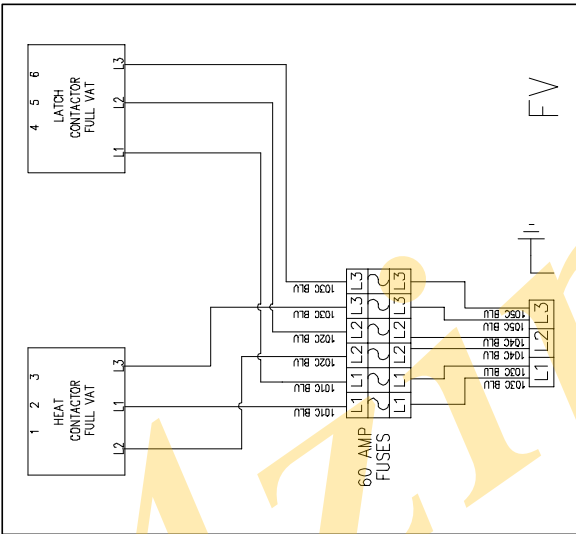 4 5 6
LATCH
CONTACTOR
FULL VAT
L1 L2 L3
1 2 3
HEAT
CONTACTOR
FULL VAT
L2 L1 L3
103C BLU
103C BLU
102C BLU
102C BLU
101C BLU
101C BLU
L3 L3
L3 L3
L2 L2
L2 L2
L1 L1
L1 L1
60 AMP
FUSES
105C BLU
105C BLU
104C BLU
104C BLU
103C BLU
103C BLU
L1 L2 L3
FV